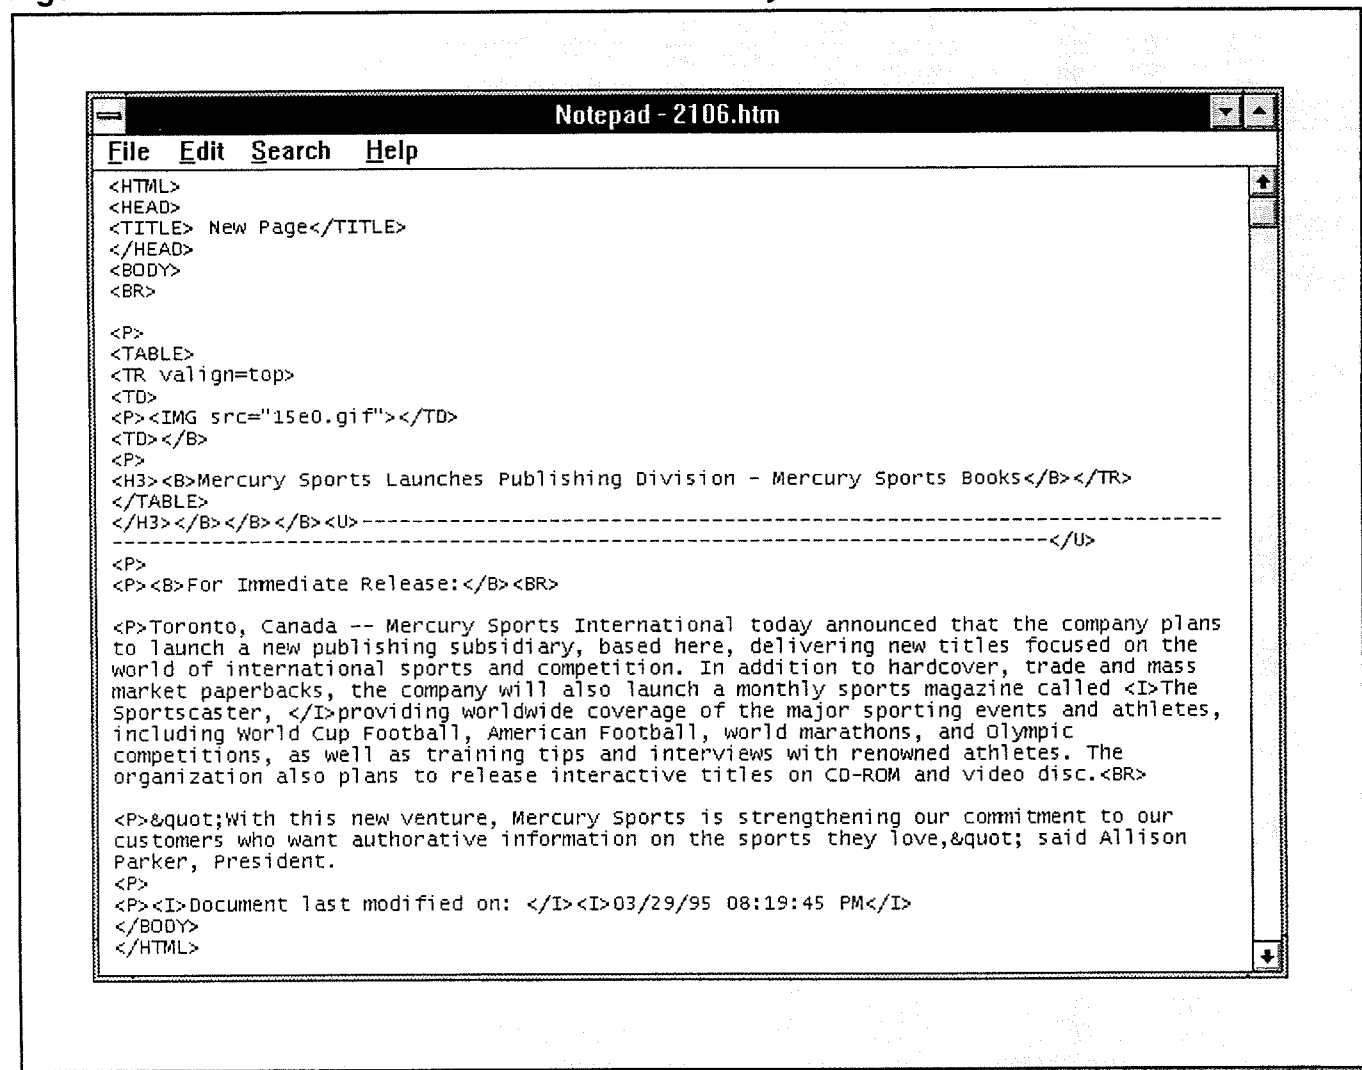 Notepad - 2106.htm
File Edit Search Help
<HTML>
<HEAD>
<TITLE> New Page</TITLE>
</HEAD>
<BODY>
<BR>
<P>
<TABLE>
<TR valign=top>
<TD>
<P><IMG src="15e0.gif"></TD>
<TD></B>
<P>
<H3><B>Mercury Sports Launches Publishing Division - Mercury Sports Books</B></TR>
</TABLE>
</H3></B></B></B><U>---------------------------------------------------------------------
---------------------------------------------------------------------------</U>
<P>
<P><B>For Immediate Release:</B><BR>
<P>Toronto, Canada -- Mercury Sports International today announced that the company plans
to launch a new publishing subsidiary, based here, delivering new titles focused on the
world of international sports and competition. In addition to hardcover, trade and mass
market paperbacks, the company will also launch a monthly sports magazine called <I>The
Sportscaster, </I>providing worldwide coverage of the major sporting events and athletes,
including World Cup Football, American Football, world marathons, and Olympic
competitions, as well as training tips and interviews with renowned athletes. The
organization also plans to release interactive titles on CD-ROM and video disc.<BR>
<P>&quot;With this new venture, Mercury Sports is strengthening our commitment to our
customers who want authorative information on the sports they love,&quot; said Allison
Parker, President.
<P>
<P><I>Document last modified on: </I><I>03/29/95 08:19:45 PM</I>
</BODY>
</HTML>